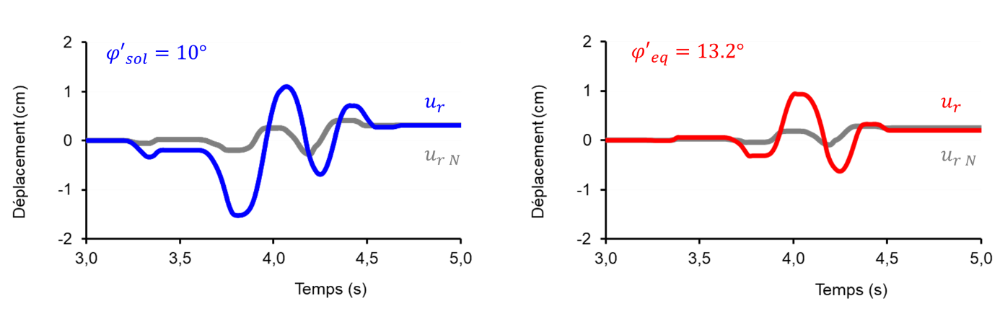 φ′sol = 10°
2
1
0
-1
-2
Déplacement (cm)
ur
ur N
3,0
3,5
4,0
4,5
5,0
Temps (s)
φ′eq = 13.2°
2
1
0
-1
-2
Déplacement (cm)
ur
ur N
3,0
3,5
4,0
4,5
5,0
Temps (s)